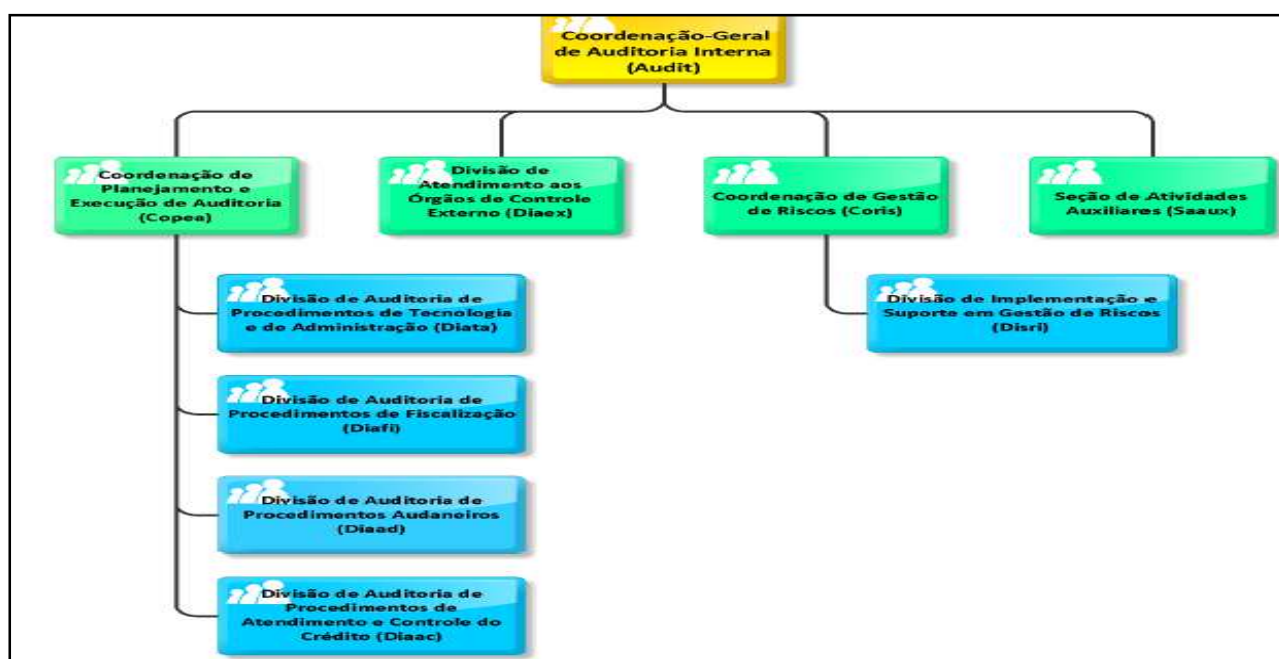 Coordenação-Geral
de Auditoria Interna
(Audit)
Coordenação de
Planejamento e
Execução de Auditoria
(Copea)
Divisão de
Atendimento aos
Órgãos de Controle
Externo (Diaex)
Coordenação de Gestão
de Riscos (Coris)
Seção de Atividades
Auxiliares (Saaux)
Divisão de Auditoria de
Procedimentos de Tecnologia
e de Administração (Diata)
Divisão de Implementação e
Suporte em Gestão de Riscos
(Disri)
Divisão de Auditoria de
Procedimentos de Fiscalização
(Diafi)
Divisão de Auditoria de
Procedimentos Audaneiros
(Diaad)
Divisão de Auditoria de
Procedimentos de
Atendimento e Controle do
Crédito (Diaac)